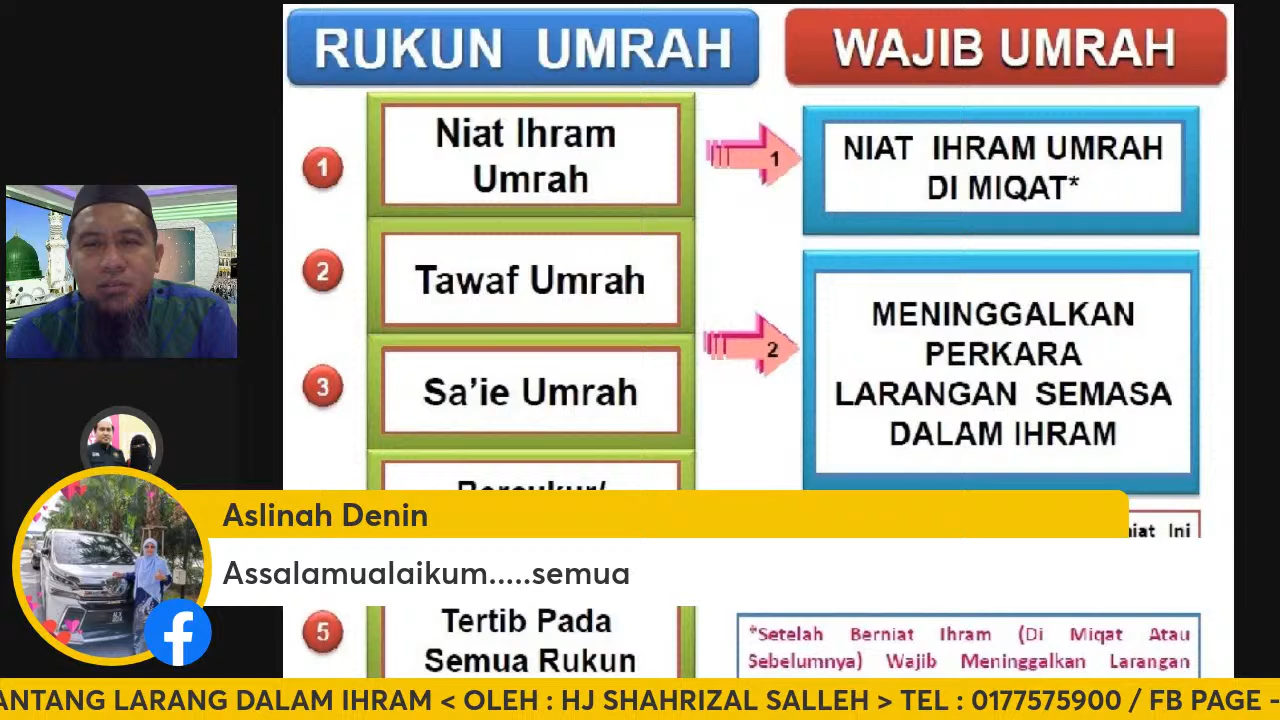 RUKUN UMRAH
WAJIB UMRAH
1
Niat Ihram
Umrah
1
NIAT IHRAM UMRAH
DI MIQAT*
2
Tawaf Umrah
2
MENINGGALKAN
PERKARA
LARANGAN SEMASA
DALAM IHRAM
3
Sa'ie Umrah
Bercukur/
Aslinah Denin
niat Ini
Assalamualaikum.....semua
5
Tertib Pada
Semua Rukun
*Setelah Berniat Ihram (Di Miqat Atau
Sebelumnya) Wajib Meninggalkan Larangan
ANTANG LARANG DALAM IHRAM < OLEH : HJ SHAHRIZAL SALLEH > TEL : 0177575900 / FB PAGE -